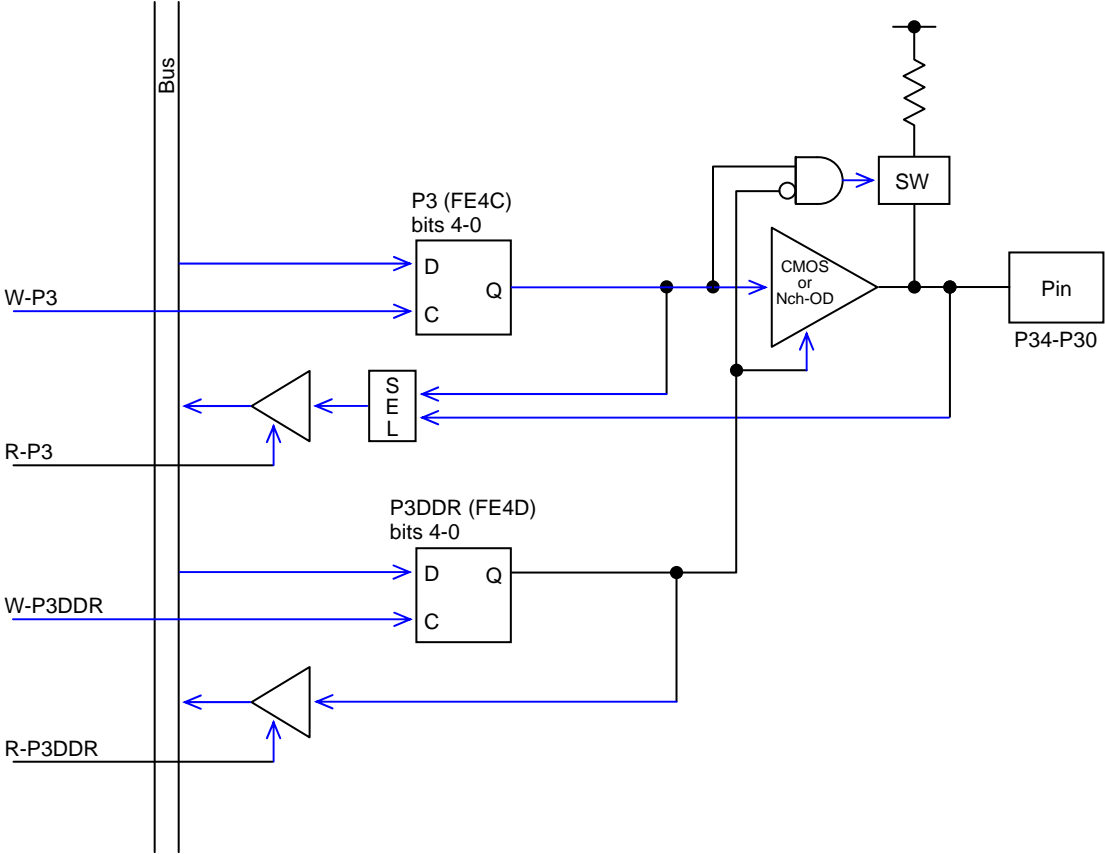 Bus
SW
P3 (FE4C)
bits 4-0
D
Q
C
CMOS
or
Nch-OD
Pin
P34-P30
W-P3
S
E
L
R-P3
P3DDR (FE4D)
bits 4-0
D
Q
C
W-P3DDR
R-P3DDR